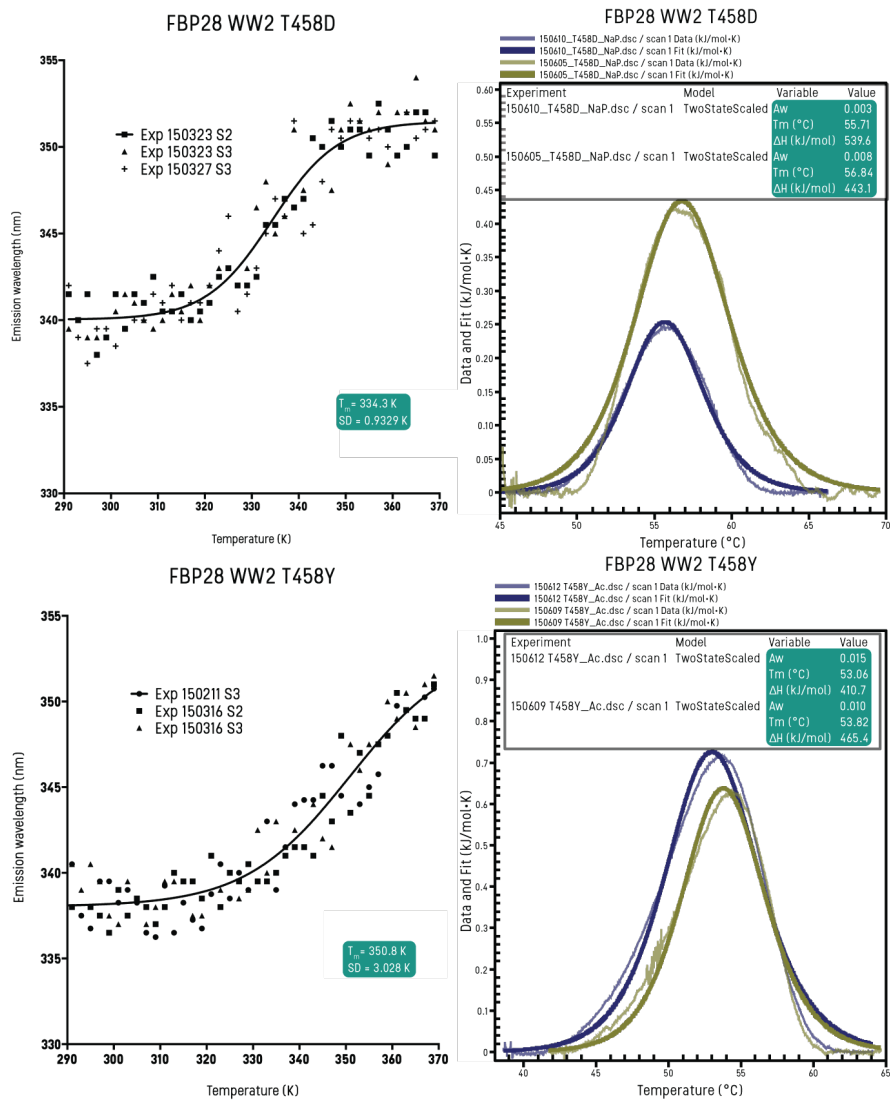 FBP28 WW2 T458D
355
350
345
340
335
330
Emission wavelength (nm)
Exp 150323 S2
Exp 150323 S3
Exp 150327 S3
Tm = 334.3 K
SD = 0.9329 K
290 300 310 320 330 340 350 360 370
Temperature (K)
FBP28 WW2 T458D
150610_T458D_NaP.dsc / scan 1 Data (kJ/mol·K)
150610_T458D_NaP.dsc / scan 1 Fit (kJ/mol·K)
150605_T458D_NaP.dsc / scan 1 Data (kJ/mol·K)
150605_T458D_NaP.dsc / scan 1 Fit (kJ/mol·K)
Experiment Model Variable Value
150610_T458D_NaP.dsc / scan 1 TwoStateScaled Aw 0.003
Tm (°C) 55.71
ΔH (kJ/mol) 539.6
150605_T458D_NaP.dsc / scan 1 TwoStateScaled Aw 0.008
Tm (°C) 56.84
ΔH (kJ/mol) 443.1
0.60
0.55
0.50
0.45
0.40
0.35
0.30
0.25
0.20
0.15
0.10
0.05
0
Data and Fit (kJ/mol·K)
45 50 55 60 65 70
Temperature (°C)
FBP28 WW2 T458Y
355
350
345
340
335
330
Emission wavelength (nm)
Exp 150211 S3
Exp 150316 S2
Exp 150316 S3
Tm = 350.8 K
SD = 3.028 K
290 300 310 320 330 340 350 360 370
Temperature (K)
FBP28 WW2 T458Y
150612 T458Y_Ac.dsc / scan 1 Data (kJ/mol·K)
150612 T458Y_Ac.dsc / scan 1 Fit (kJ/mol·K)
150609 T458Y_Ac.dsc / scan 1 Data (kJ/mol·K)
150609 T458Y_Ac.dsc / scan 1 Fit (kJ/mol·K)
Experiment Model Variable Value
150612 T458Y_Ac.dsc / scan 1 TwoStateScaled Aw 0.015
Tm (°C) 53.06
ΔH (kJ/mol) 410.7
150609 T458Y_Ac.dsc / scan 1 TwoStateScaled Aw 0.010
Tm (°C) 53.82
ΔH (kJ/mol) 465.4
1.0
0.9
0.8
0.7
0.6
0.5
0.4
0.3
0.2
0.1
0
Data and Fit (kJ/mol·K)
40 45 50 55 60 65
Temperature (°C)